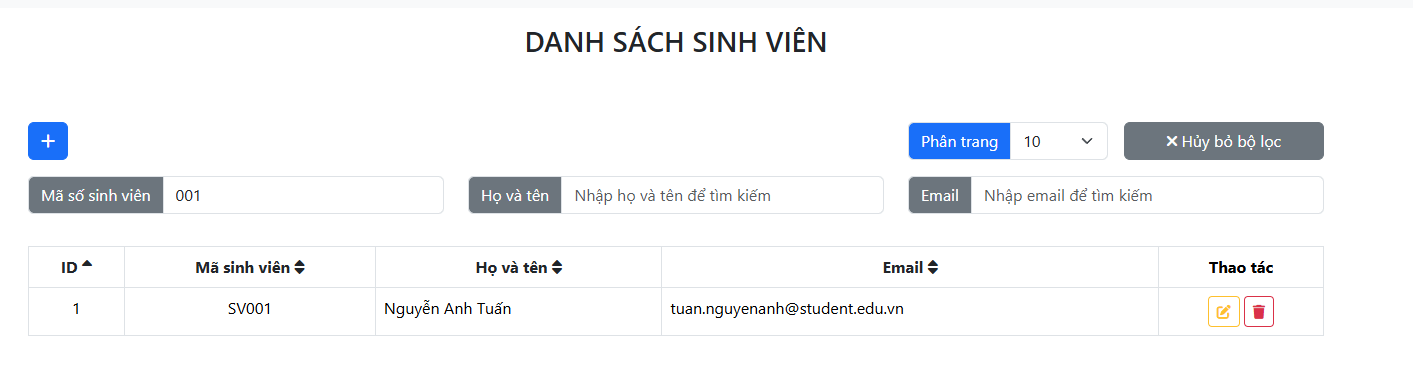 DANH SÁCH SINH VIÊN
Phân trang 10 Hủy bỏ bộ lọc
Mã số sinh viên 001 Họ và tên Nhập họ và tên để tìm kiếm Email Nhập email để tìm kiếm
ID Mã sinh viên Họ và tên Email Thao tác
1 SV001 Nguyễn Anh Tuấn tuan.nguyenanh@student.edu.vn